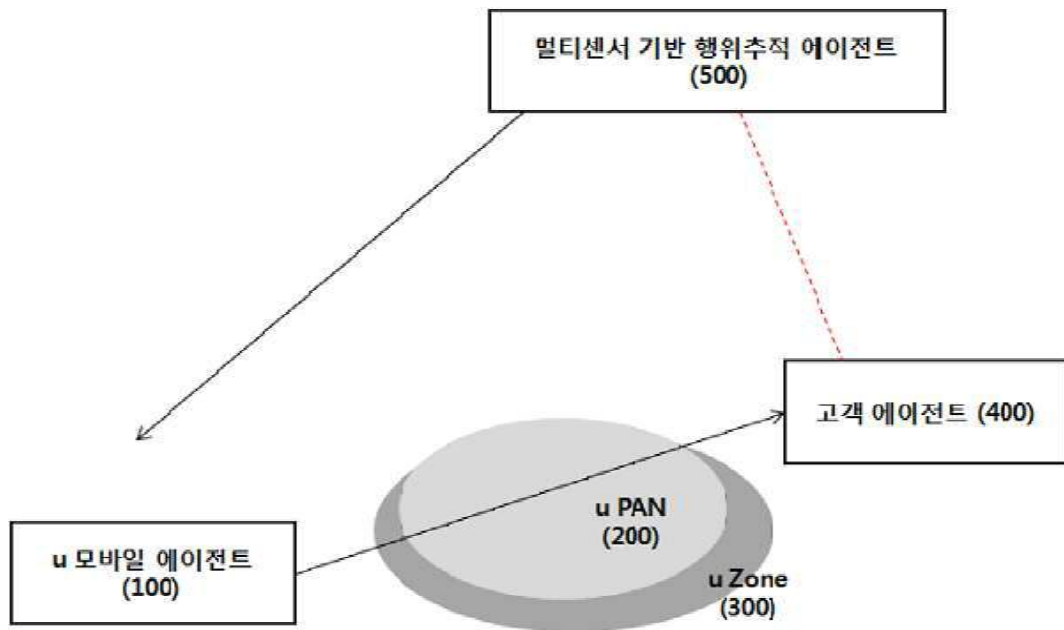 멀티센서 기반 행위추적 에이전트
(500)
고객 에이전트 (400)
u PAN
(200)
u 모바일 에이전트
(100)
u Zone
(300)